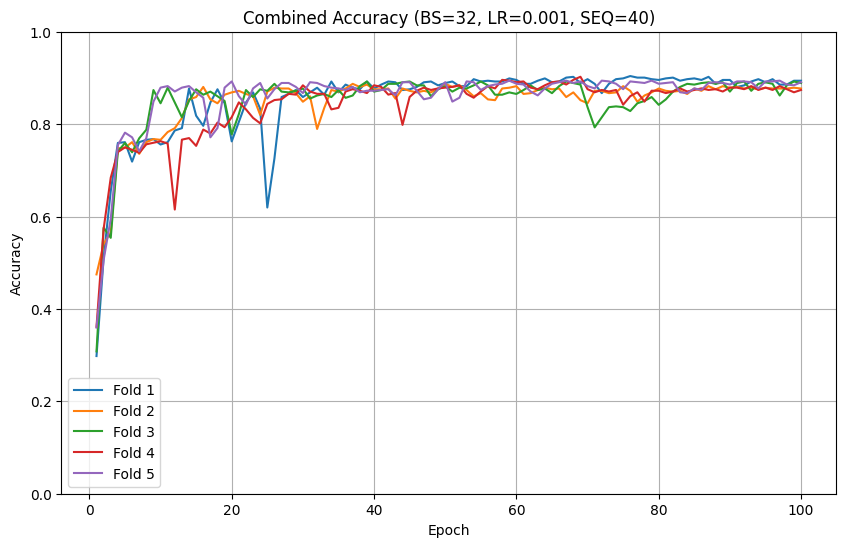 Combined Accuracy (BS=32, LR=0.001, SEQ=40)
1.0
0.8
0.6
0.4
0.2
0.0
Accuracy
Fold 1
Fold 2
Fold 3
Fold 4
Fold 5
0 20 40 60 80 100
Epoch